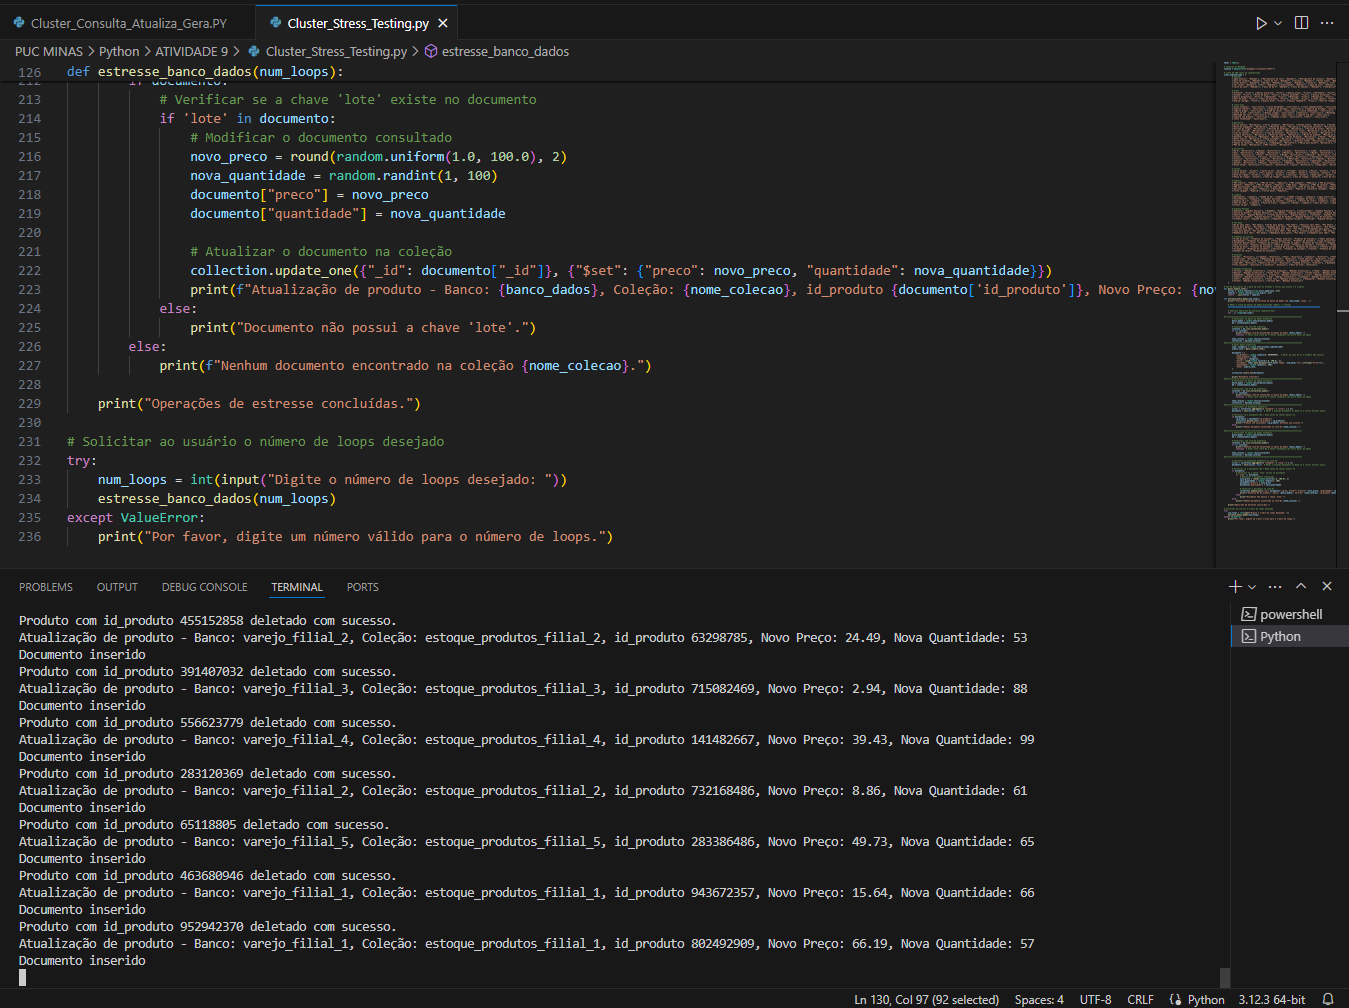 Cluster_Consulta_Atualiza_Gera.PY
Cluster_Stress_Testing.py
PUC MINAS > Python > ATIVIDADE 9 > Cluster_Stress_Testing.py > estresse_banco_dados
126 def estresse_banco_dados(num_loops):
212 if documento:
213 # Verificar se a chave 'lote' existe no documento
214 if 'lote' in documento:
215 # Modificar o documento consultado
216 novo_preco = round(random.uniform(1.0, 100.0), 2)
217 nova_quantidade = random.randint(1, 100)
218 documento["preco"] = novo_preco
219 documento["quantidade"] = nova_quantidade
220
221 # Atualizar o documento na coleção
222 collection.update_one({"_id": documento["_id"]}, {"$set": {"preco": novo_preco, "quantidade": nova_quantidade}})
223 print(f"Atualização de produto - Banco: {banco_dados}, Coleção: {nome_colecao}, id_produto {documento['id_produto']}, Novo Preço: {no
224 else:
225 print("Documento não possui a chave 'lote'.")
226 else:
227 print(f"Nenhum documento encontrado na coleção {nome_colecao}.")
228
229 print("Operações de estresse concluídas.")
230
231 # Solicitar ao usuário o número de loops desejado
232 try:
233 num_loops = int(input("Digite o número de loops desejado: "))
234 estresse_banco_dados(num_loops)
235 except ValueError:
236 print("Por favor, digite um número válido para o número de loops.")
PROBLEMS OUTPUT DEBUG CONSOLE TERMINAL PORTS
powershell
Python
Produto com id_produto 455152858 deletado com sucesso.
Atualização de produto - Banco: varejo_filial_2, Coleção: estoque_produtos_filial_2, id_produto 63298785, Novo Preço: 24.49, Nova Quantidade: 53
Documento inserido
Produto com id_produto 391407032 deletado com sucesso.
Atualização de produto - Banco: varejo_filial_3, Coleção: estoque_produtos_filial_3, id_produto 715082469, Novo Preço: 2.94, Nova Quantidade: 88
Documento inserido
Produto com id_produto 556623779 deletado com sucesso.
Atualização de produto - Banco: varejo_filial_4, Coleção: estoque_produtos_filial_4, id_produto 141482667, Novo Preço: 39.43, Nova Quantidade: 99
Documento inserido
Produto com id_produto 283120369 deletado com sucesso.
Atualização de produto - Banco: varejo_filial_2, Coleção: estoque_produtos_filial_2, id_produto 732168486, Novo Preço: 8.86, Nova Quantidade: 61
Documento inserido
Produto com id_produto 65118805 deletado com sucesso.
Atualização de produto - Banco: varejo_filial_5, Coleção: estoque_produtos_filial_5, id_produto 283386486, Novo Preço: 49.73, Nova Quantidade: 65
Documento inserido
Produto com id_produto 463680946 deletado com sucesso.
Atualização de produto - Banco: varejo_filial_1, Coleção: estoque_produtos_filial_1, id_produto 943672357, Novo Preço: 15.64, Nova Quantidade: 66
Documento inserido
Produto com id_produto 952942370 deletado com sucesso.
Atualização de produto - Banco: varejo_filial_1, Coleção: estoque_produtos_filial_1, id_produto 802492909, Novo Preço: 66.19, Nova Quantidade: 57
Documento inserido
Ln 130, Col 97 (92 selected) Spaces: 4 UTF-8 CRLF Python 3.12.3 64-bit